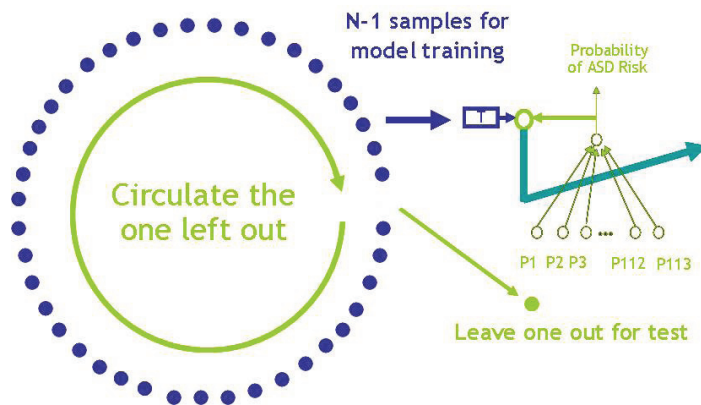 N-1 samples for
model training
Probability
of ASD Risk
T
Circulate the
one left out
P1 P2 P3 ... P112 P113
Leave one out for test